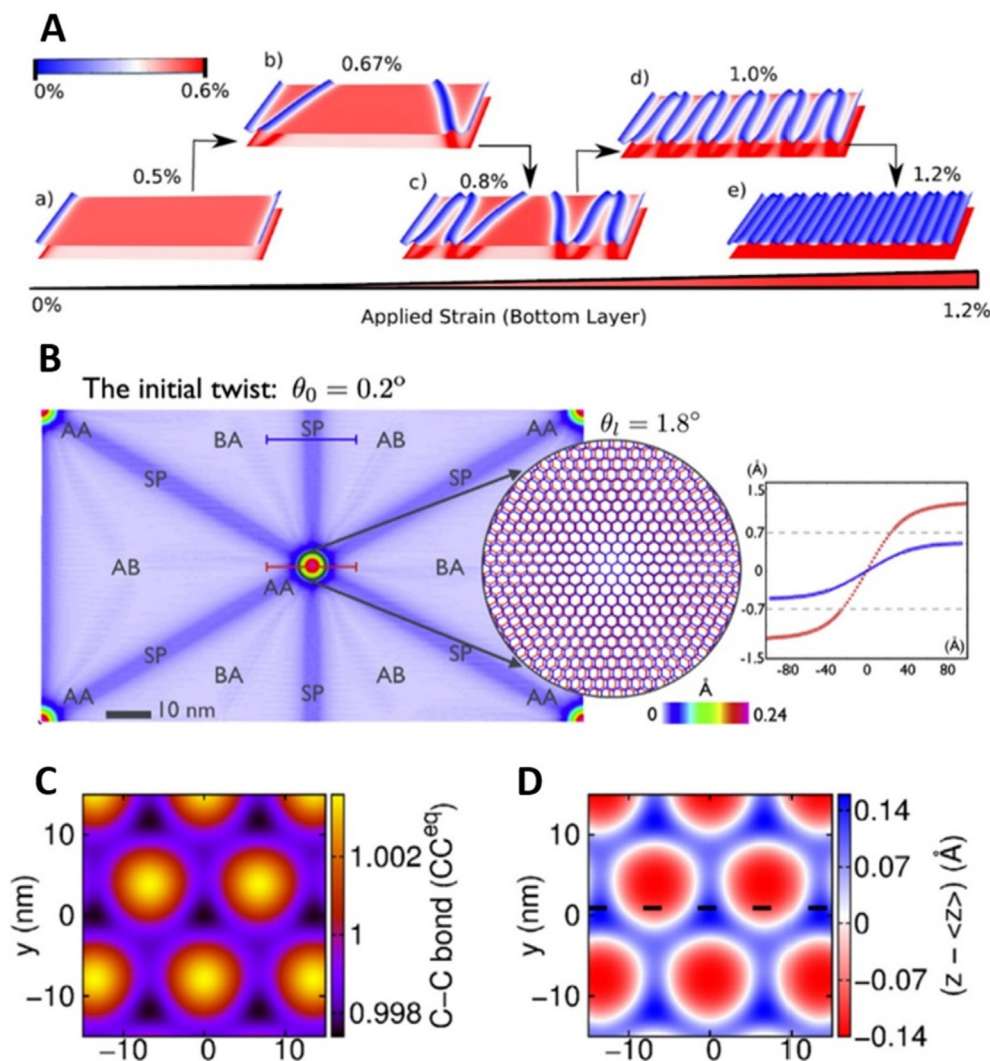 A
0%
0.6%
b)
0.67%
d)
1.0%
a)
0.5%
c)
0.8%
e)
1.2%
0%
Applied Strain (Bottom Layer)
1.2%
B
The initial twist: θ₀ = 0.2°
θₗ = 1.8°
AA
BA
SP
AB
AA
SP
SP
AB
AA
BA
SP
SP
AA
BA
SP
AB
AA
10 nm
Å
0
0.24
(Å)
1.5
0.7
0
-0.7
-1.5
(Å)
-80
-40
0
40
80
C
y (nm)
10
0
−10
−10
0
10
1.002
1
0.998
C−C bond (CC^eq)
D
y (nm)
10
0
−10
−10
0
10
0.14
0.07
0
−0.07
−0.14
(z − <z>) (Å)